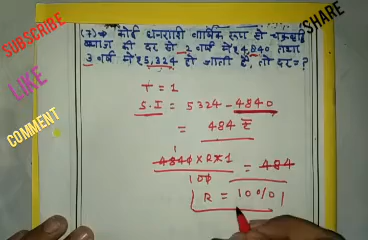 SUBSCRIBE
SHARE
LIKE
COMMENT
(7)→ कोई धनराशी वार्षिक रूप से चक्रवृद्धि
ब्याज की दर से 2 वर्ष में ₹4,840 तथा
3 वर्ष में ₹5,324 हो जाती है, तो दर=?
T = 1
S.I = 5324 - 4840
= 484 ₹
1
4840 × R × 1 = 484
100
R = 10%